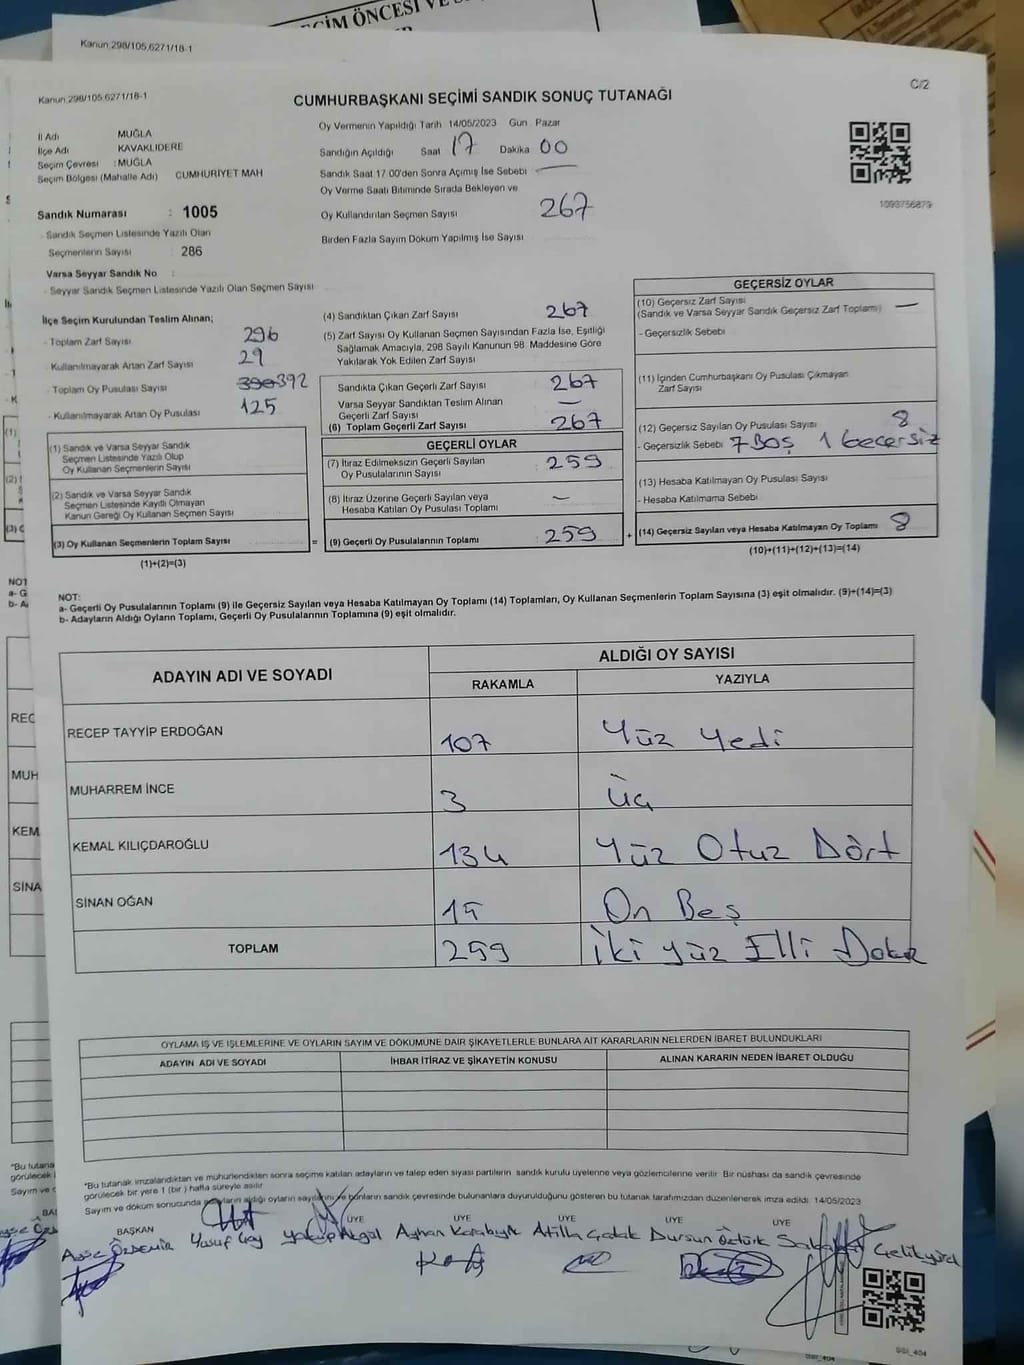 Kanun 298/105,6271/18-1
Kanun 298/105,6271/18-1
C/2
CUMHURBAŞKANI SEÇİMİ SANDIK SONUÇ TUTANAĞI
İl Adı MUĞLA
İlçe Adı KAVAKLIDERE
Seçim Çevresi : MUĞLA
Seçim Bölgesi (Mahalle Adı) CUMHURİYET MAH
Oy Vermenin Yapıldığı Tarih 14/05/2023 Gün Pazar
Sandığın Açıldığı Saat 17 Dakika 00
Sandık Saat 17.00'den Sonra Açımış İse Sebebi
Oy Verme Saati Bitiminde Sırada Bekleyen ve
Oy Kullandırılan Seçmen Sayısı 267
Birden Fazla Sayım Döküm Yapılmış İse Sayısı
1093756879
Sandık Numarası : 1005
- Sandık Seçmen Listesinde Yazılı Olan
Seçmenlerin Sayısı 286
Varsa Seyyar Sandık No :
- Seyyar Sandık Seçmen Listesinde Yazılı Olan Seçmen Sayısı
İlçe Seçim Kurulundan Teslim Alınan;
- Toplam Zarf Sayısı 296
- Kullanılmayarak Artan Zarf Sayısı 29
- Toplam Oy Pusulası Sayısı 392
- Kullanılmayarak Artan Oy Pusulası 125
(1) Sandık ve Varsa Seyyar Sandık
Seçmen Listesinde Yazılı Olup
Oy Kullanan Seçmenlerin Sayısı
(2) Sandık ve Varsa Seyyar Sandık
Seçmen Listesinde Kayıtlı Olmayan
Kanun Gereği Oy Kullanan Seçmen Sayısı
(3) Oy Kullanan Seçmenlerin Toplam Sayısı =
(1)+(2)=(3)
(4) Sandıktan Çıkan Zarf Sayısı 267
(5) Zarf Sayısı Oy Kullanan Seçmen Sayısından Fazla İse, Eşitliği
Sağlamak Amacıyla, 298 Sayılı Kanunun 98. Maddesine Göre
Yakılarak Yok Edilen Zarf Sayısı
Sandıkta Çıkan Geçerli Zarf Sayısı : 267
Varsa Seyyar Sandıktan Teslim Alınan
Geçerli Zarf Sayısı —
(6) Toplam Geçerli Zarf Sayısı : 267
GEÇERLİ OYLAR
(7) İtiraz Edilmeksizin Geçerli Sayılan
Oy Pusulalarının Sayısı : 259
(8) İtiraz Üzerine Geçerli Sayılan veya
Hesaba Katılan Oy Pusulası Toplamı : —
(9) Geçerli Oy Pusulalarının Toplamı : 259 +
GEÇERSİZ OYLAR
(10) Geçersiz Zarf Sayısı
(Sandık ve Varsa Seyyar Sandık Geçersiz Zarf Toplamı) —
- Geçersizlik Sebebi
(11) İçinden Cumhurbaşkanı Oy Pusulası Çıkmayan
Zarf Sayısı
(12) Geçersiz Sayılan Oy Pusulası Sayısı 8
- Geçersizlik Sebebi 7 Boş 1 Geçersiz
(13) Hesaba Katılmayan Oy Pusulası Sayısı
- Hesaba Katılmama Sebebi
(14) Geçersiz Sayılan veya Hesaba Katılmayan Oy Toplamı 8
(10)+(11)+(12)+(13)=(14)
NOT:
a- Geçerli Oy Pusulalarının Toplamı (9) ile Geçersiz Sayılan veya Hesaba Katılmayan Oy Toplamı (14) Toplamları, Oy Kullanan Seçmenlerin Toplam Sayısına (3) eşit olmalıdır. (9)+(14)=(3)
b- Adayların Aldığı Oyların Toplamı, Geçerli Oy Pusulalarının Toplamına (9) eşit olmalıdır.
ADAYIN ADI VE SOYADI
ALDIĞI OY SAYISI
RAKAMLA YAZIYLA
RECEP TAYYİP ERDOĞAN 107 Yüz Yedi
MUHARREM İNCE 3 Üç
KEMAL KILIÇDAROĞLU 134 Yüz Otuz Dört
SİNAN OĞAN 15 On Beş
TOPLAM 259 İki yüz Elli Dokuz
OYLAMA İŞ VE İŞLEMLERİNE VE OYLARIN SAYIM VE DÖKÜMÜNE DAİR ŞİKAYETLERLE BUNLARA AİT KARARLARIN NELERDEN İBARET BULUNDUKLARI
ADAYIN ADI VE SOYADI İHBAR İTİRAZ VE ŞİKAYETİN KONUSU ALINAN KARARIN NEDEN İBARET OLDUĞU
"Bu tutanak imzalandıktan ve mühürlendikten sonra seçime katılan adayların ve talep eden siyasi partilerin sandık kurulu üyelerine veya gözlemcilerine verilir. Bir nüshası da sandık çevresinde
görülecek bir yere 1 (bir) hafta süreyle asılır
Sayım ve döküm sonucunda adayların aldığı oyların sayılarını ve bunların sandık çevresinde bulunanlara duyurulduğunu gösteren bu tutanak tarafımızdan düzenlenerek imza edildi. 14/05/2023
BAŞKAN ÜYE ÜYE ÜYE ÜYE ÜYE
Ayşe Özdemir Yusuf Yakup Akgül Ayhan Karabıyık Atilla Çolak Dursun Öztürk Çelikyürek